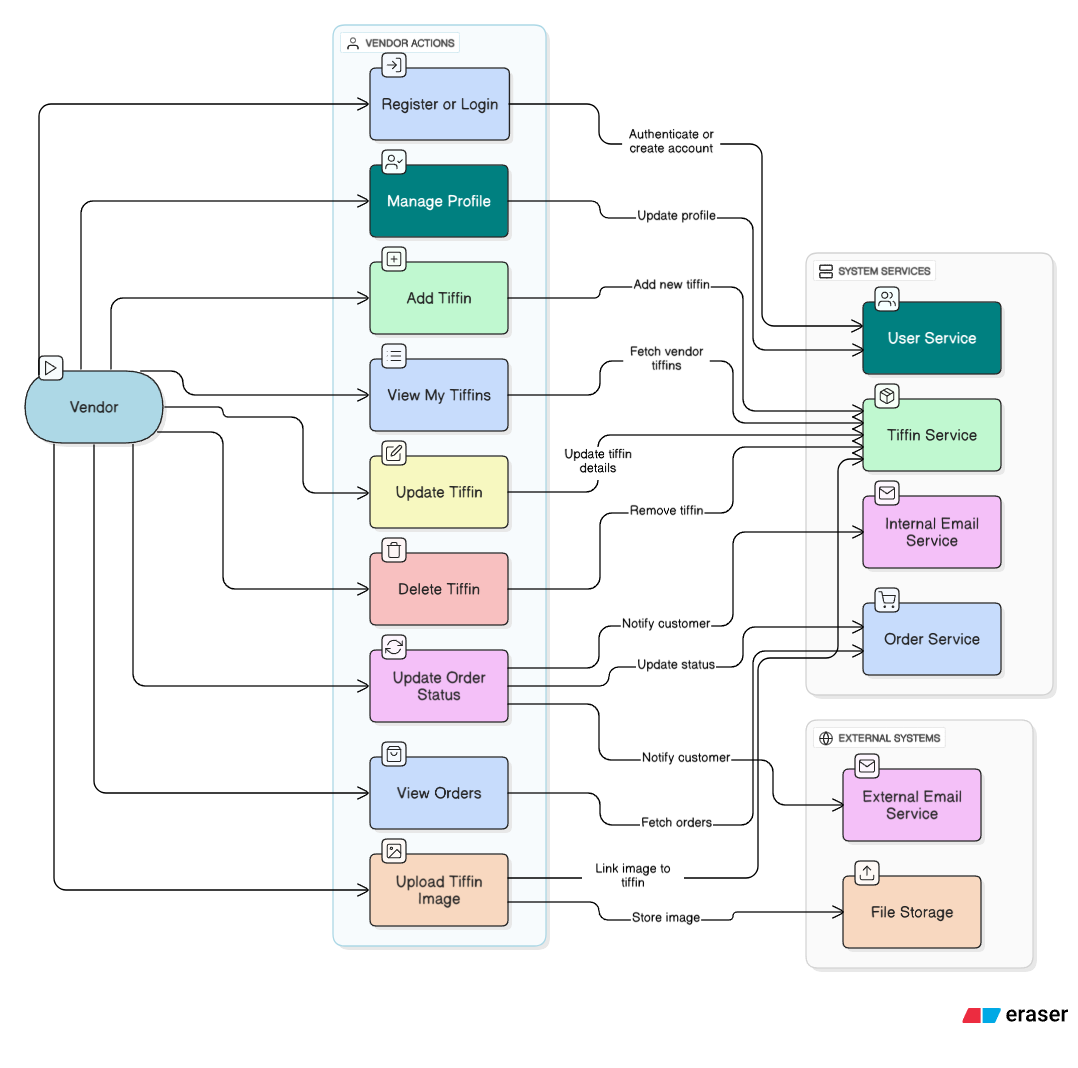 VENDOR ACTIONS
Register or Login
Authenticate or
create account
Manage Profile
Update profile
SYSTEM SERVICES
Add Tiffin
Add new tiffin
User Service
View My Tiffins
Fetch vendor
tiffins
Vendor
Tiffin Service
Update Tiffin
Update tiffin
details
Remove tiffin
Internal Email
Service
Delete Tiffin
Notify customer
Order Service
Update Order
Status
Update status
Notify customer
EXTERNAL SYSTEMS
View Orders
Fetch orders
External Email
Service
Upload Tiffin
Image
Link image to
tiffin
Store image
File Storage
eraser